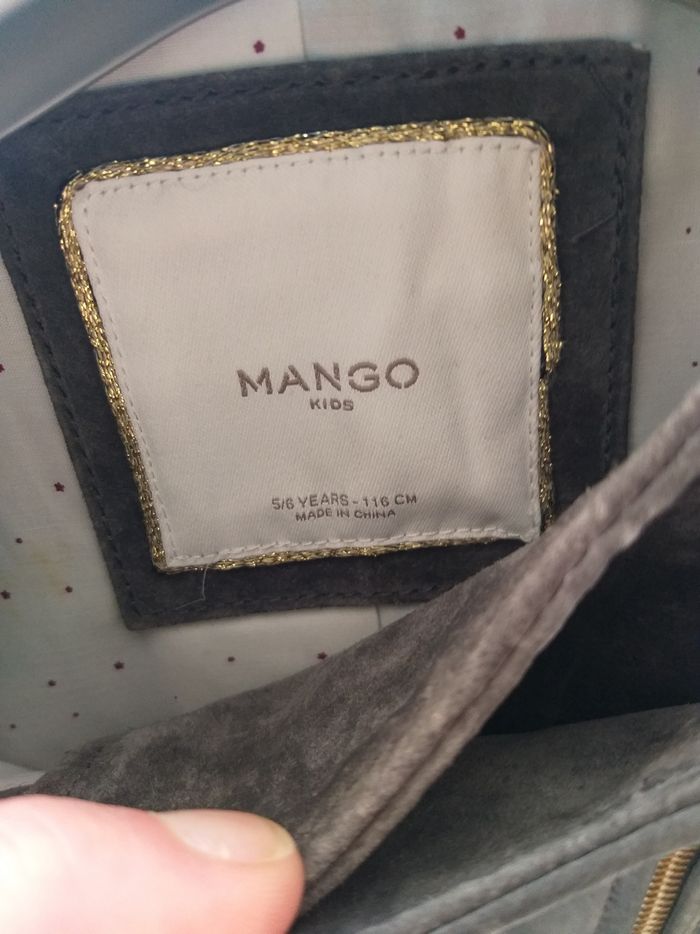 MANGO
KIDS
5/6 YEARS - 116 CM
MADE IN CHINA